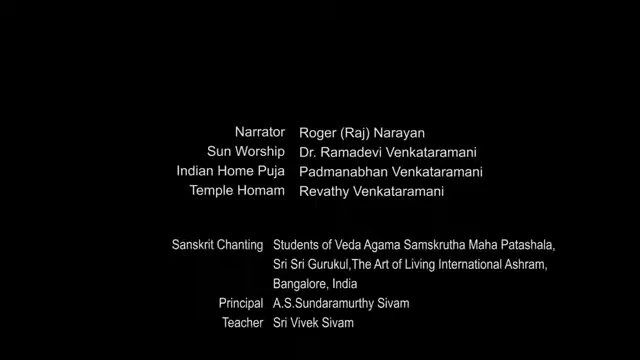 Narrator Roger (Raj) Narayan
Sun Worship Dr. Ramadevi Venkataramani
Indian Home Puja Padmanabhan Venkataramani
Temple Homam Revathy Venkataramani
Sanskrit Chanting Students of Veda Agama Samskrutha Maha Patashala,
Sri Sri Gurukul,The Art of Living International Ashram,
Bangalore, India
Principal A.S.Sundaramurthy Sivam
Teacher Sri Vivek Sivam